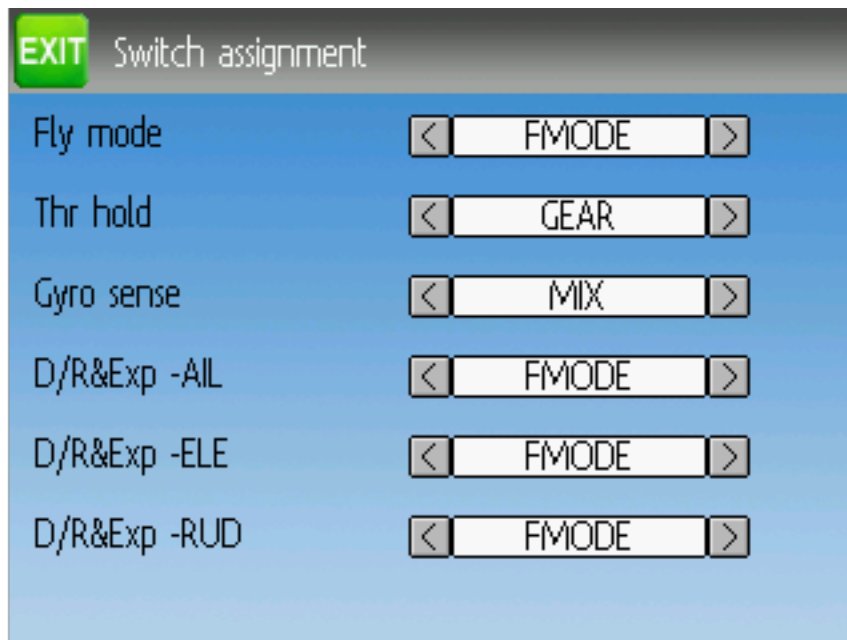 EXIT Switch assignment
Fly mode < FMODE >
Thr hold < GEAR >
Gyro sense < MIX >
D/R&Exp -AIL < FMODE >
D/R&Exp -ELE < FMODE >
D/R&Exp -RUD < FMODE >